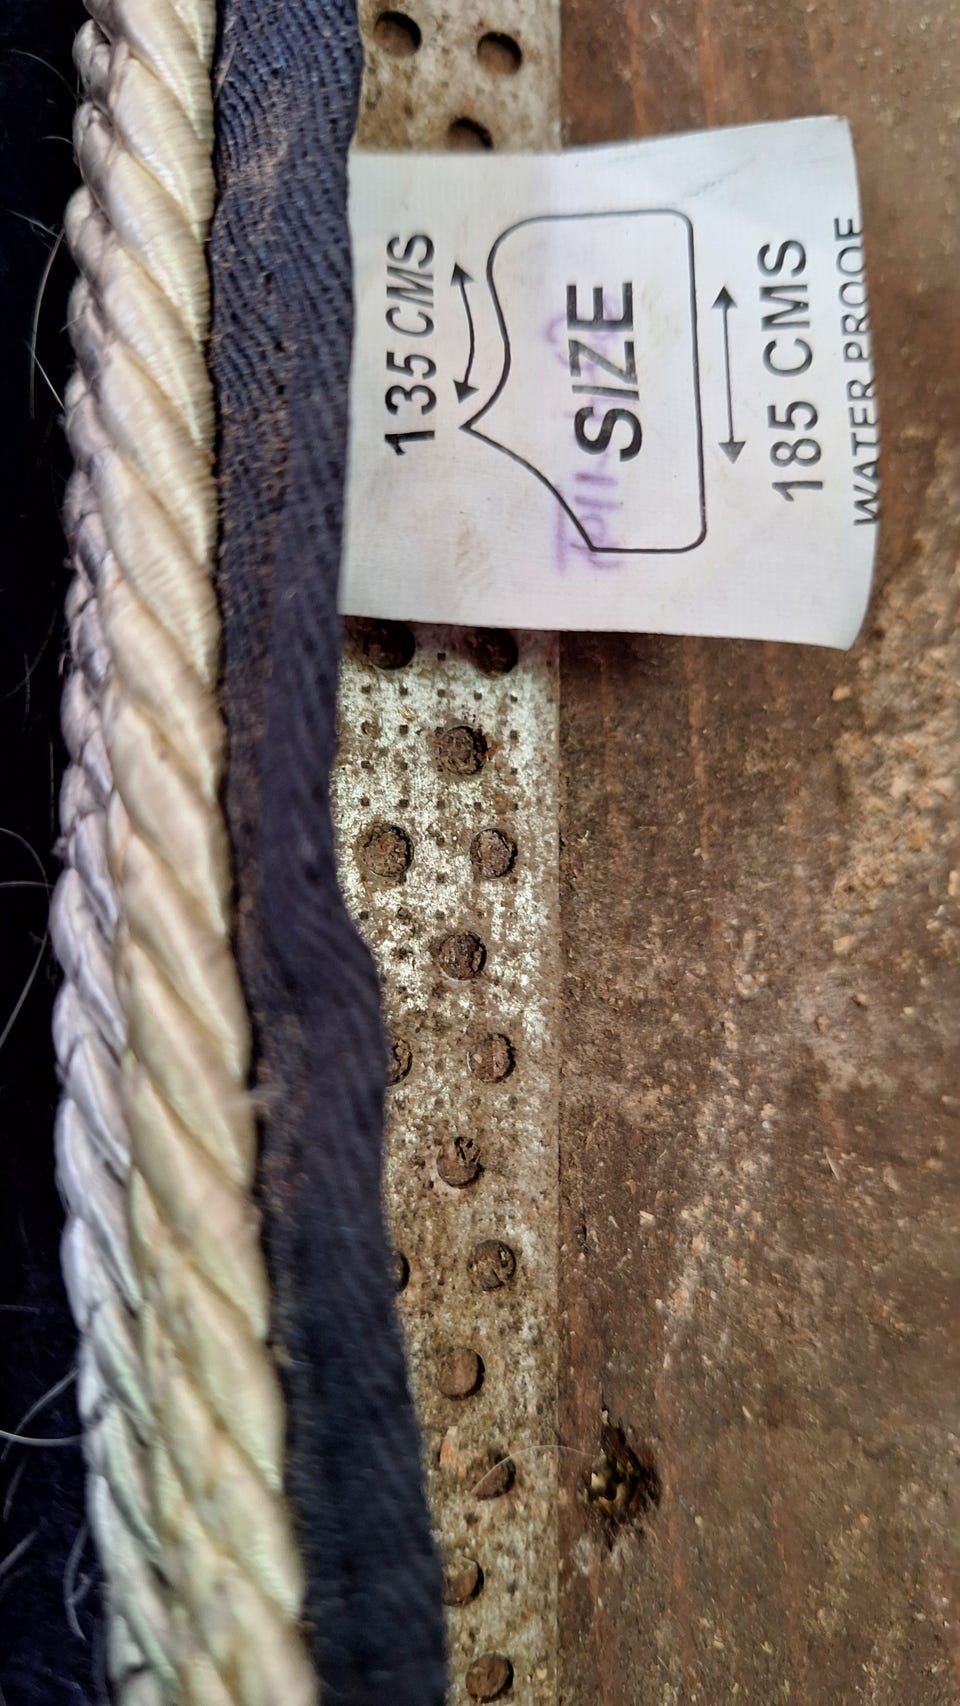 135 CMS
SIZE
185 CMS
WATER PROOF